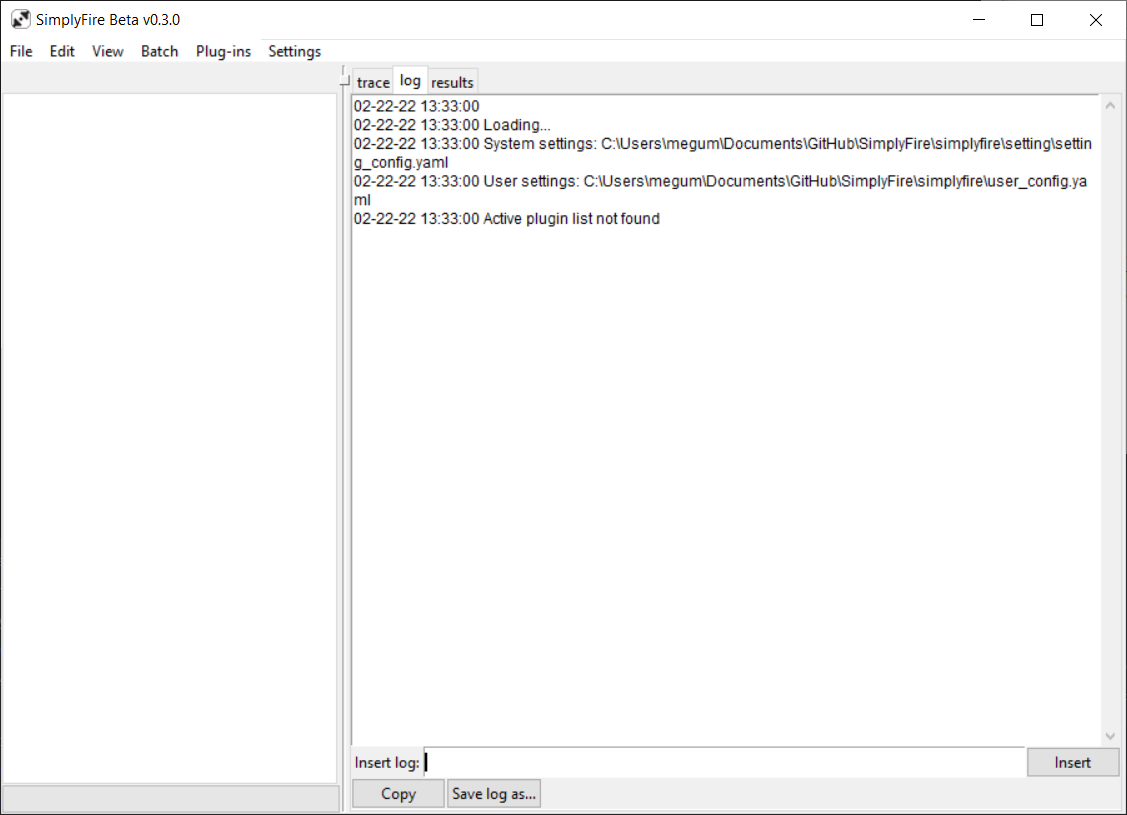 SimplyFire Beta v0.3.0
File Edit View Batch Plug-ins Settings
trace log results
02-22-22 13:33:00
02-22-22 13:33:00 Loading...
02-22-22 13:33:00 System settings: C:\Users\megum\Documents\GitHub\SimplyFire\simplyfire\setting\settin
g_config.yaml
02-22-22 13:33:00 User settings: C:\Users\megum\Documents\GitHub\SimplyFire\simplyfire\user_config.ya
ml
02-22-22 13:33:00 Active plugin list not found
Insert log: Insert
Copy Save log as...